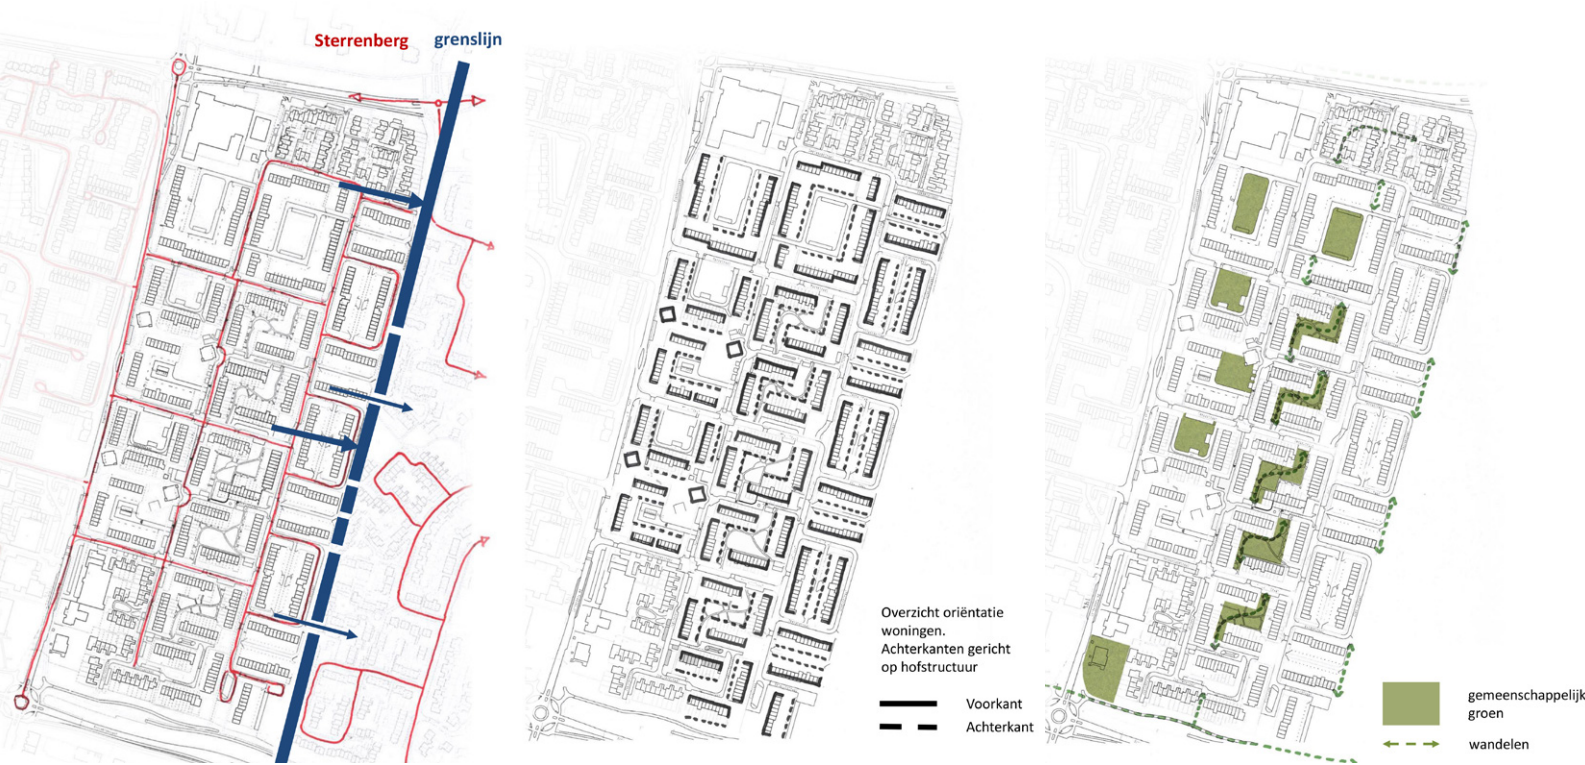 Sterrenberg
grenslijn
Overzicht oriëntatie
woningen.
Achterkanten gericht
op hofstructuur
Voorkant
Achterkant
gemeenschappelijk
groen
wandelen